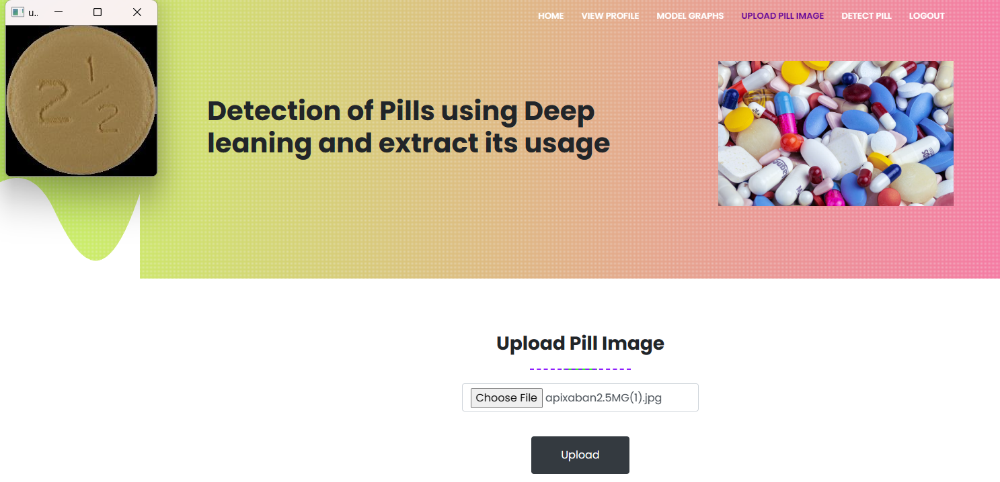 u..
HOME VIEW PROFILE MODEL GRAPHS UPLOAD PILL IMAGE DETECT PILL LOGOUT
2 1/2
Detection of Pills using Deep
leaning and extract its usage
Upload Pill Image
Choose File apixaban2.5MG(1).jpg
Upload